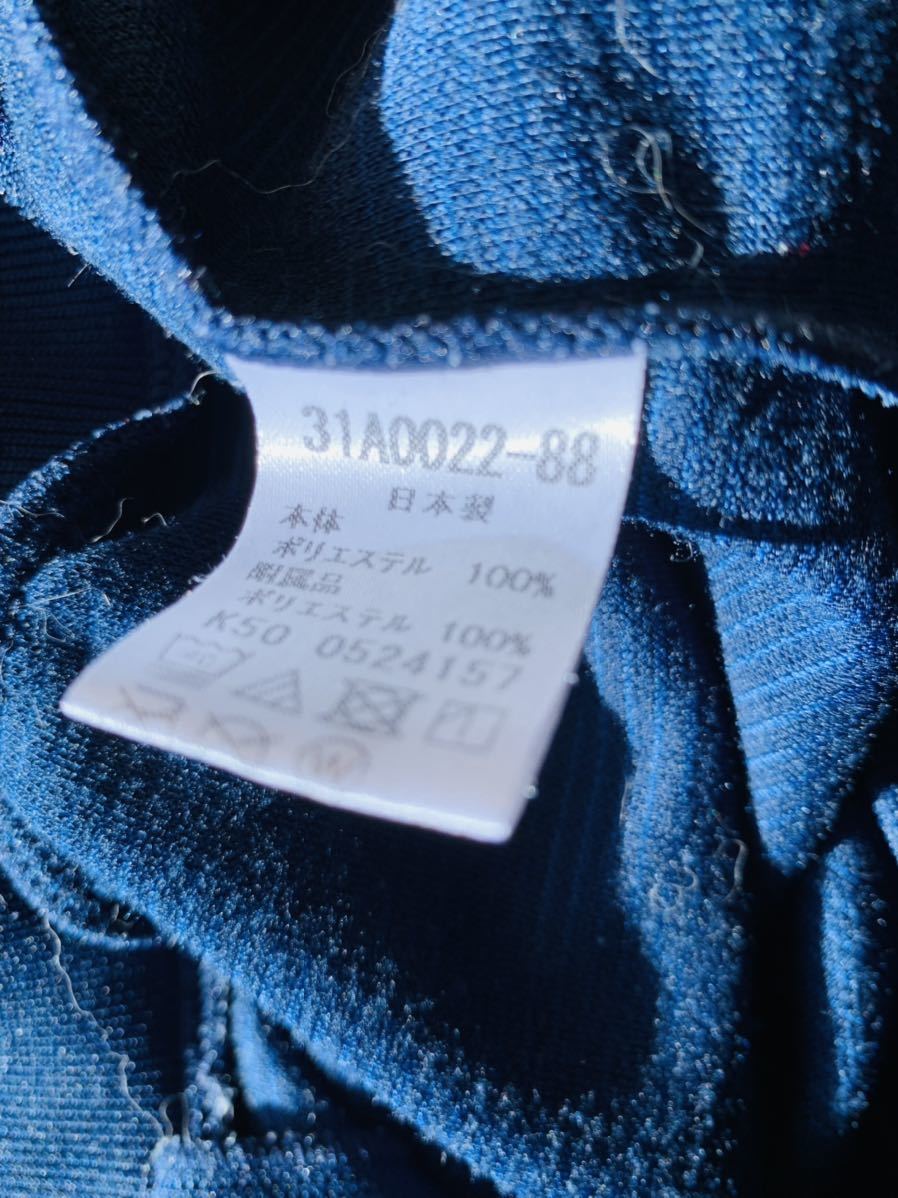 31A0022-88
日本製
本体
ポリエステル 100%
附属品
ポリエステル 100%
K50 0524157